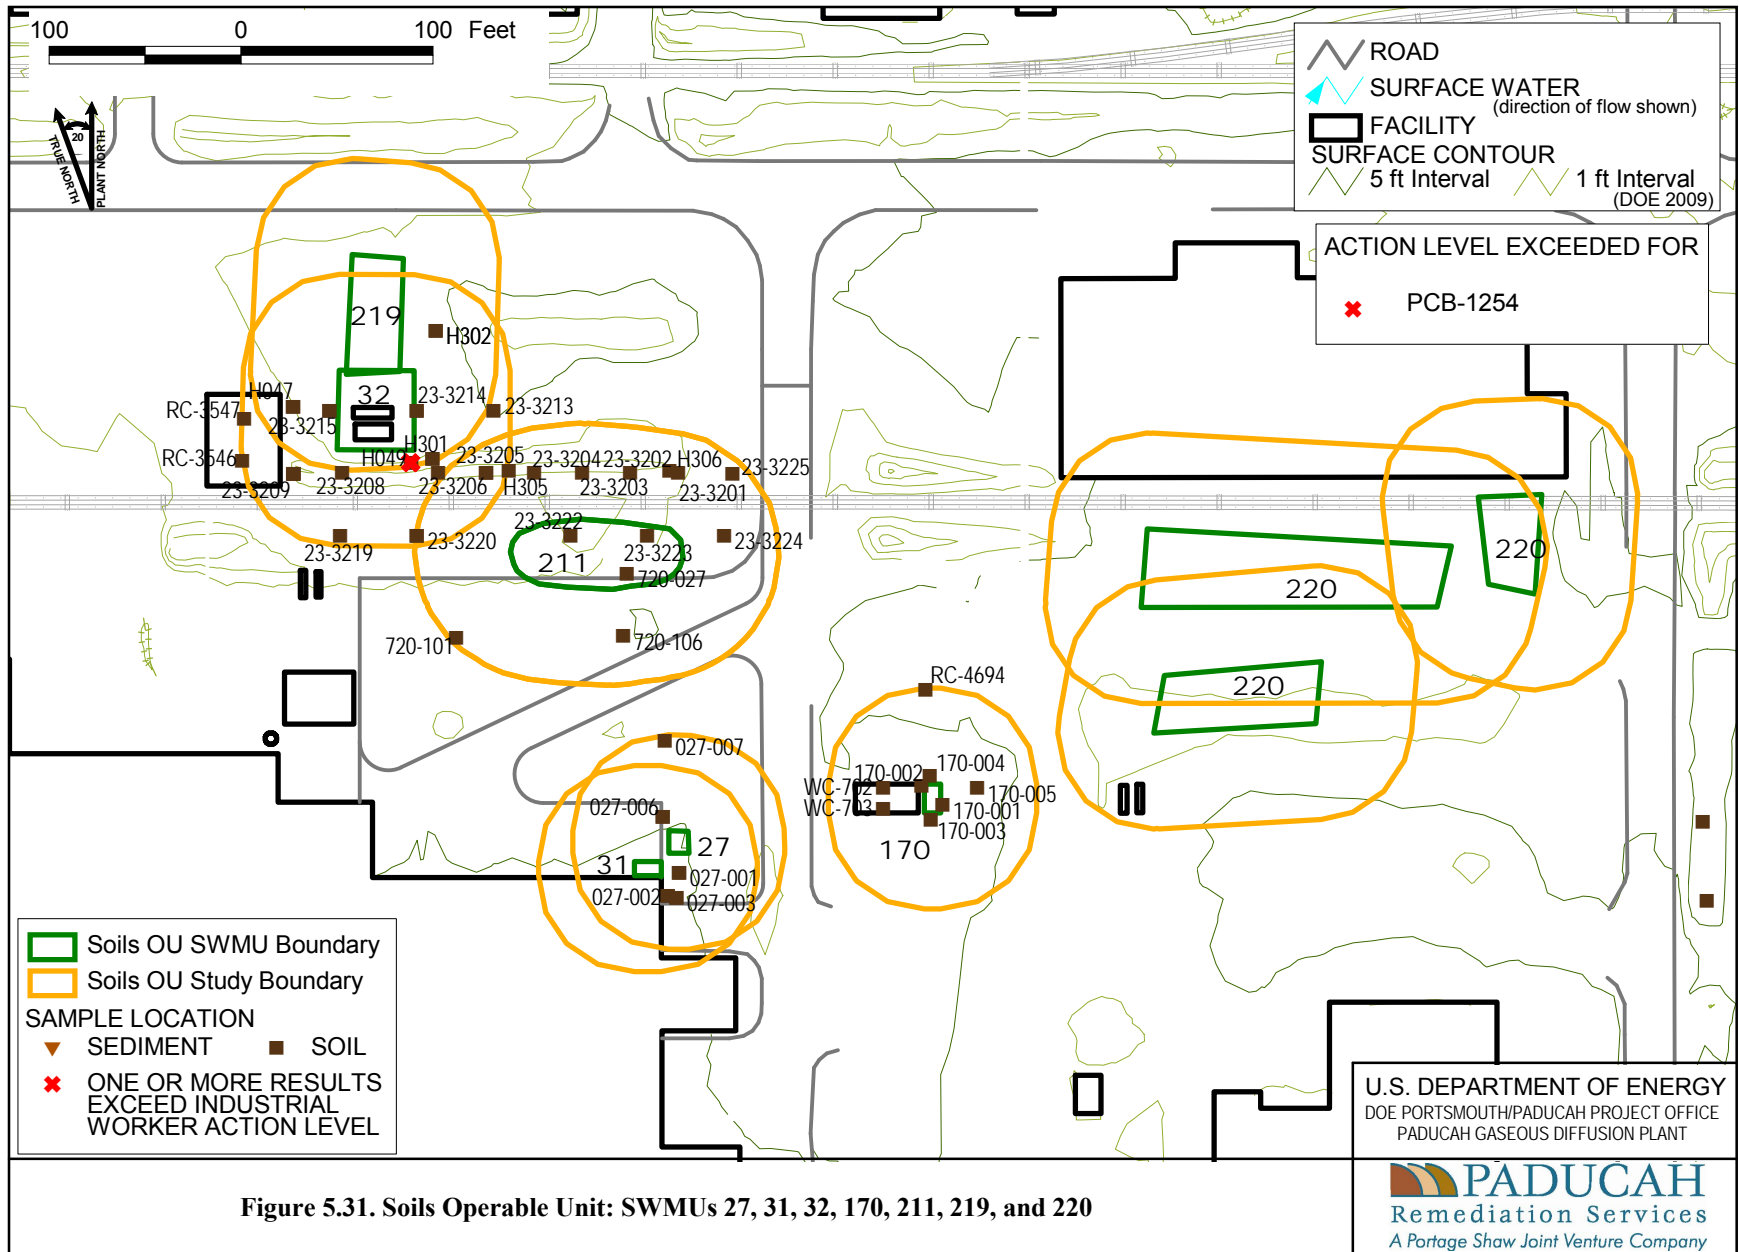 100 0 100 Feet
TRUE NORTH
20
PLANT NORTH
ROAD
SURFACE WATER
(direction of flow shown)
FACILITY
SURFACE CONTOUR
5 ft Interval 1 ft Interval
(DOE 2009)
ACTION LEVEL EXCEEDED FOR
PCB-1254
219
H302
32
H047
23-3214
23-3213
RC-3547
23-3215
H301
RC-3546
H049
23-3205
23-3204
23-3202
H306
23-3225
23-3209
23-3208
23-3206
H305
23-3203
23-3201
23-3222
23-3219
23-3220
23-3223
23-3224
211
720-027
720-101
720-106
220
220
220
RC-4694
027-007
170-004
170-002
WC-702
170-005
027-006
WC-703
170-001
170-003
27
170
31
027-001
027-002
027-003
Soils OU SWMU Boundary
Soils OU Study Boundary
SAMPLE LOCATION
SEDIMENT SOIL
ONE OR MORE RESULTS
EXCEED INDUSTRIAL
WORKER ACTION LEVEL
U.S. DEPARTMENT OF ENERGY
DOE PORTSMOUTH/PADUCAH PROJECT OFFICE
PADUCAH GASEOUS DIFFUSION PLANT
PADUCAH
Remediation Services
A Portage Shaw Joint Venture Company
Figure 5.31. Soils Operable Unit: SWMUs 27, 31, 32, 170, 211, 219, and 220